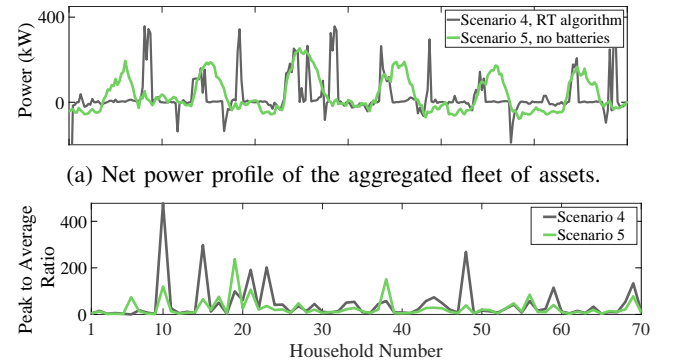 Power (kW)
400
0
Scenario 4, RT algorithm
Scenario 5, no batteries
(a) Net power profile of the aggregated fleet of assets.
Peak to Average
Ratio
400
200
0
Scenario 4
Scenario 5
1 10 20 30 40 50 60 70
Household Number